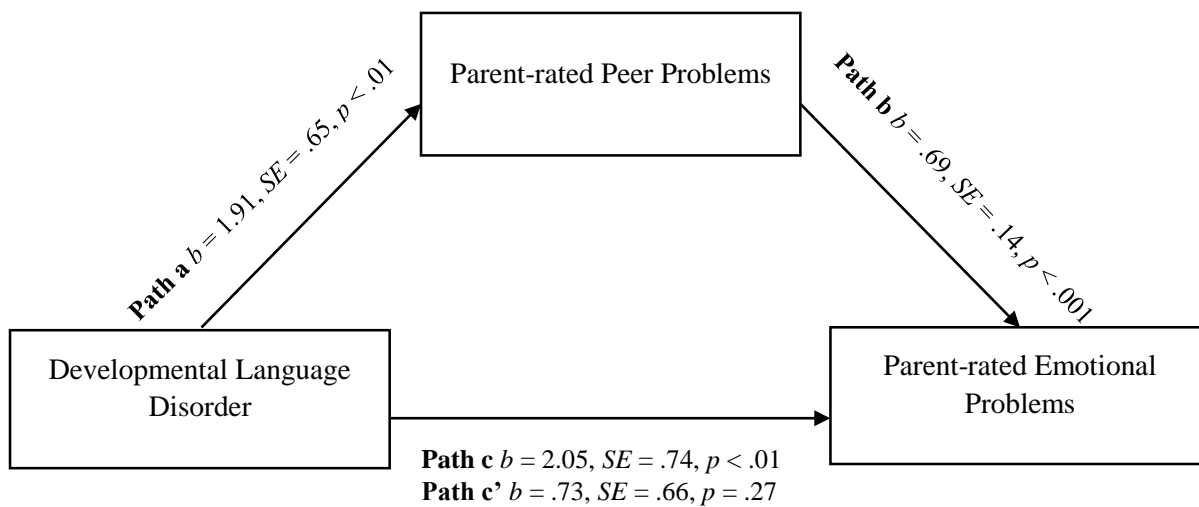 Parent-rated Peer Problems
Path a b = 1.91, SE = .65, p < .01
Path b b = .69, SE = .14, p < .001
Developmental Language
Disorder
Parent-rated Emotional
Problems
Path c b = 2.05, SE = .74, p < .01
Path c’ b = .73, SE = .66, p = .27